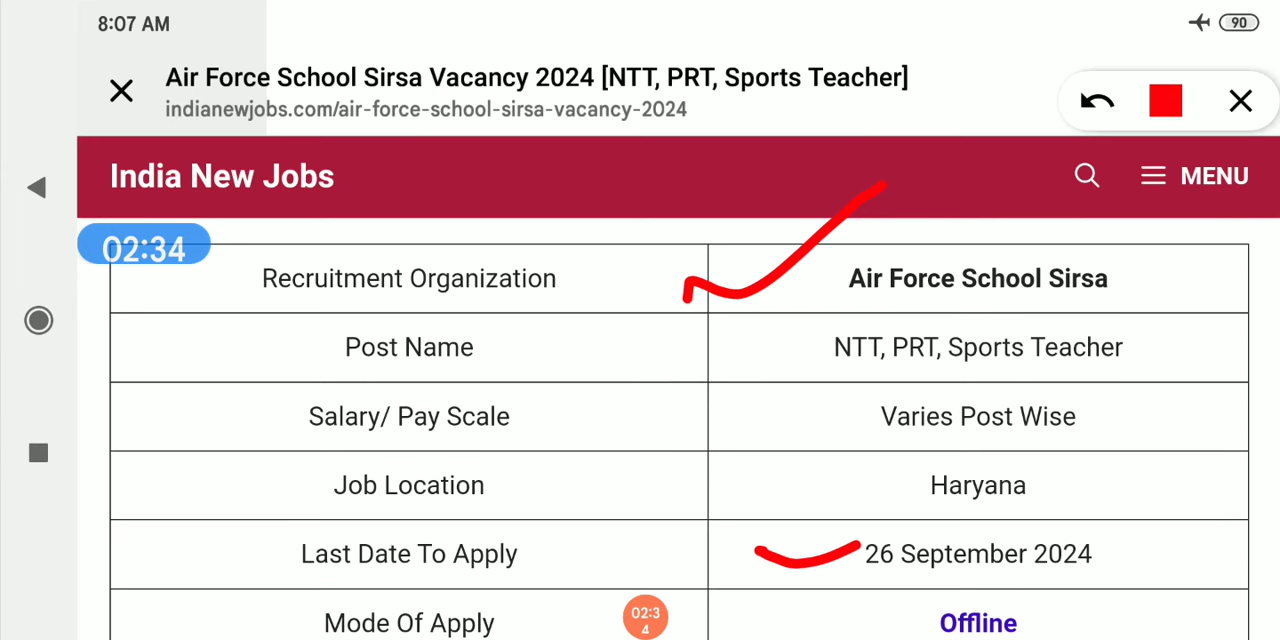 8:07 AM
90
Air Force School Sirsa Vacancy 2024 [NTT, PRT, Sports Teacher]
indianewjobs.com/air-force-school-sirsa-vacancy-2024
India New Jobs
MENU
02:34
Recruitment Organization
Air Force School Sirsa
Post Name
NTT, PRT, Sports Teacher
Salary/ Pay Scale
Varies Post Wise
Job Location
Haryana
Last Date To Apply
26 September 2024
Mode Of Apply
02:3
4
Offline